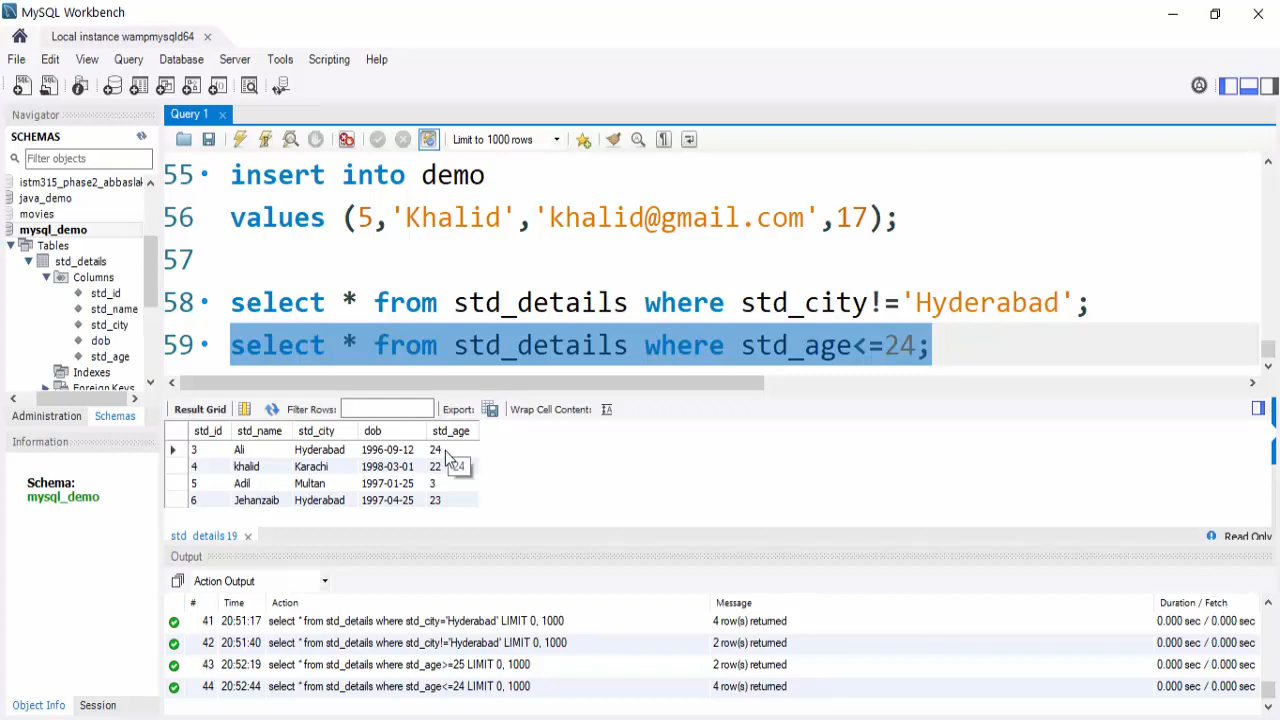 MySQL Workbench
Local instance wampmysqld64
File Edit View Query Database Server Tools Scripting Help
Navigator
SCHEMAS
Filter objects
istm315_phase2_abbaslal
java_demo
movies
mysql_demo
Tables
std_details
Columns
std_id
std_name
std_city
dob
std_age
Indexes
Foreign Keys
Administration Schemas
Information
Schema:
mysql_demo
Object Info Session
Query 1
Limit to 1000 rows
55 insert into demo
56 values (5,'Khalid','khalid@gmail.com',17);
57
58 select * from std_details where std_city!='Hyderabad';
59 select * from std_details where std_age<=24;
Result Grid Filter Rows: Export: Wrap Cell Content:
std_id std_name std_city dob std_age
3 Ali Hyderabad 1996-09-12 24
4 khalid Karachi 1998-03-01 22 24
5 Adil Multan 1997-01-25 3
6 Jehanzaib Hyderabad 1997-04-25 23
std_details 19 Read Only
Output
Action Output
# Time Action Message Duration / Fetch
41 20:51:17 select * from std_details where std_city='Hyderabad' LIMIT 0, 1000 4 row(s) returned 0.000 sec / 0.000 sec
42 20:51:40 select * from std_details where std_city!='Hyderabad' LIMIT 0, 1000 2 row(s) returned 0.000 sec / 0.000 sec
43 20:52:19 select * from std_details where std_age>=25 LIMIT 0, 1000 2 row(s) returned 0.000 sec / 0.000 sec
44 20:52:44 select * from std_details where std_age<=24 LIMIT 0, 1000 4 row(s) returned 0.000 sec / 0.000 sec